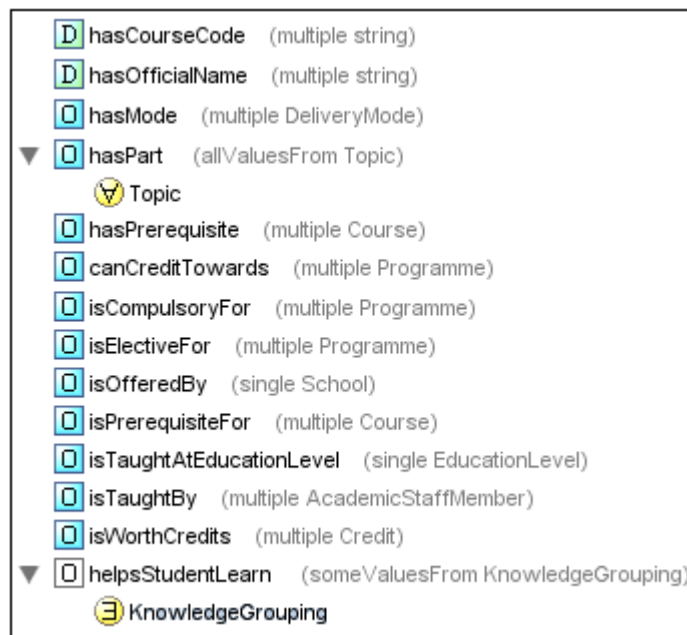 D hasCourseCode (multiple string)
D hasOfficialName (multiple string)
O hasMode (multiple DeliveryMode)
O hasPart (allValuesFrom Topic)
∀ Topic
O hasPrerequisite (multiple Course)
O canCreditTowards (multiple Programme)
O isCompulsoryFor (multiple Programme)
O isElectiveFor (multiple Programme)
O isOfferedBy (single School)
O isPrerequisiteFor (multiple Course)
O isTaughtAtEducationLevel (single EducationLevel)
O isTaughtBy (multiple AcademicStaffMember)
O isWorthCredits (multiple Credit)
O helpsStudentLearn (someValuesFrom KnowledgeGrouping)
∃ KnowledgeGrouping